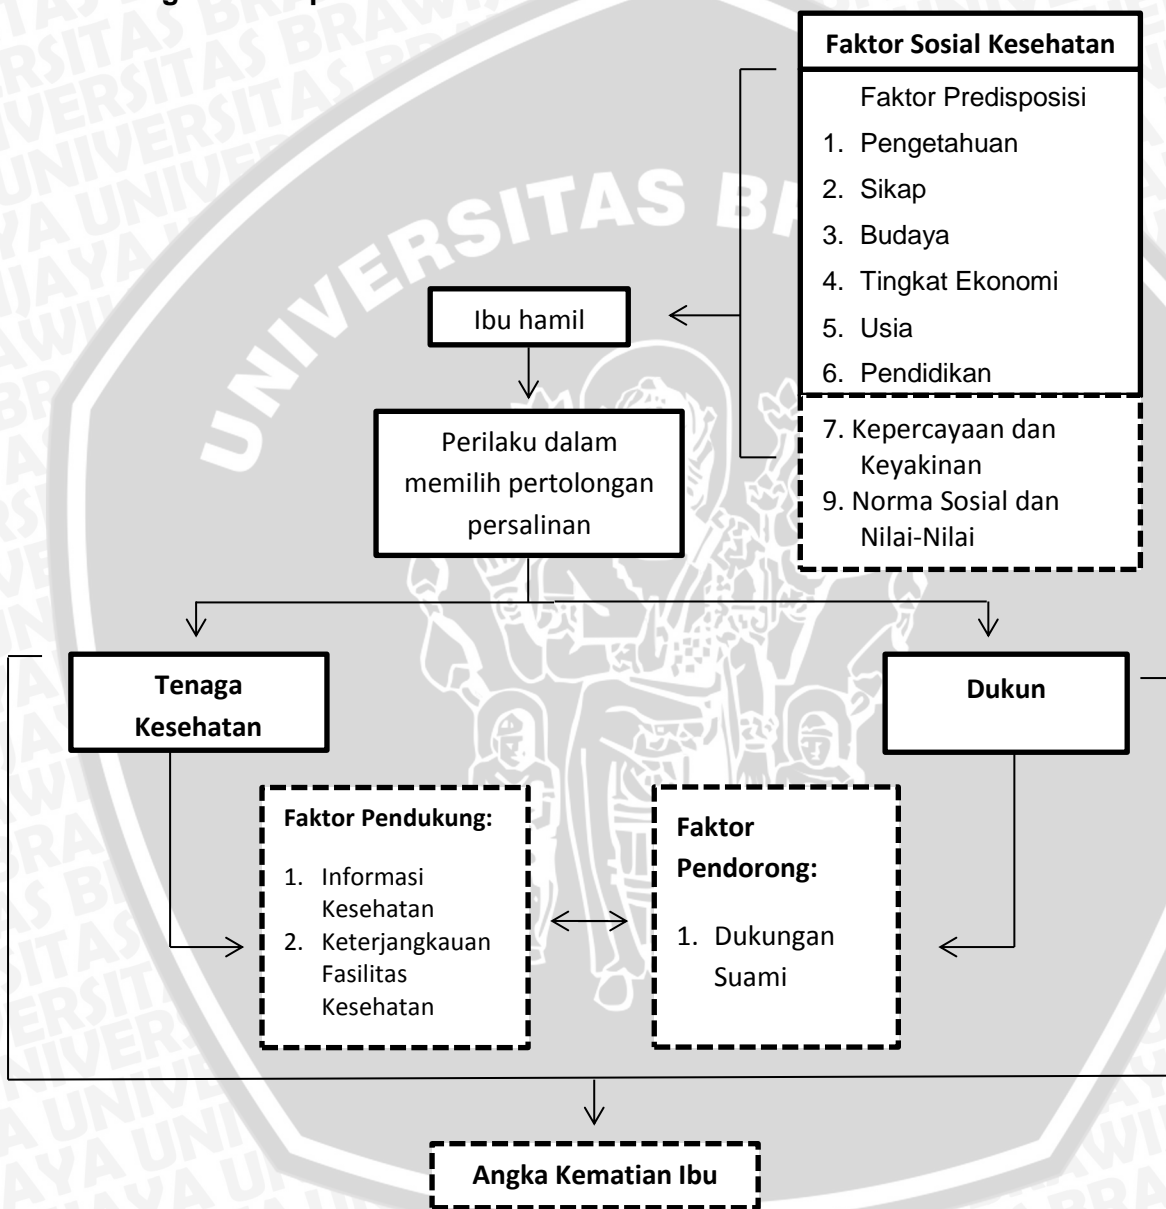 Faktor Sosial Kesehatan
Faktor Predisposisi
1. Pengetahuan
2. Sikap
3. Budaya
4. Tingkat Ekonomi
5. Usia
6. Pendidikan
7. Kepercayaan dan
Keyakinan
9. Norma Sosial dan
Nilai-Nilai
Ibu hamil
Perilaku dalam
memilih pertolongan
persalinan
Tenaga
Kesehatan
Dukun
Faktor Pendukung:
1. Informasi
Kesehatan
2. Keterjangkauan
Fasilitas
Kesehatan
Faktor
Pendorong:
1. Dukungan
Suami
Angka Kematian Ibu
UNIVERSITAS BRA